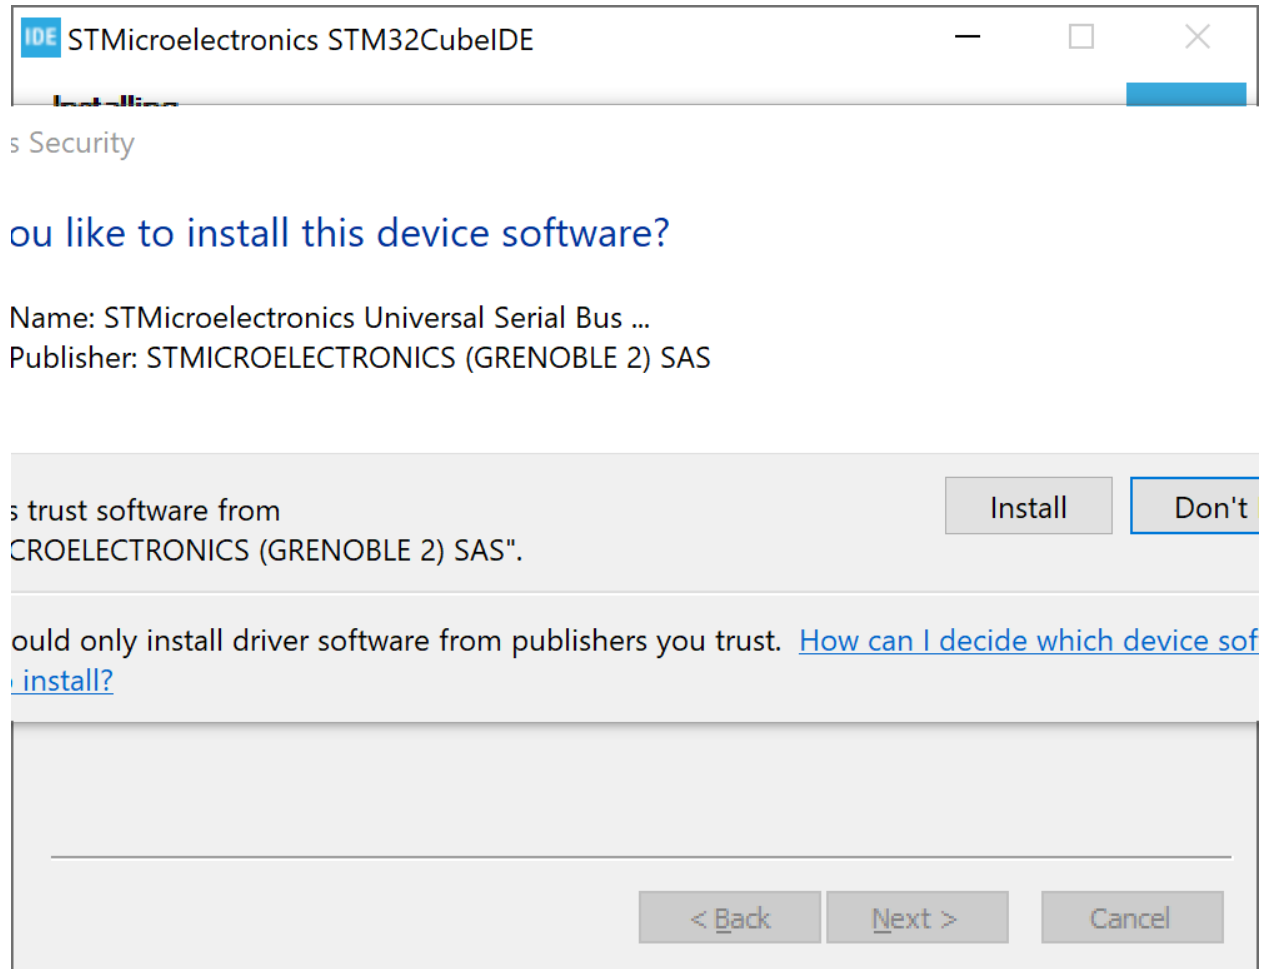 IDE STMicroelectronics STM32CubeIDE
Installing
s Security
ou like to install this device software?
Name: STMicroelectronics Universal Serial Bus ...
Publisher: STMICROELECTRONICS (GRENOBLE 2) SAS
s trust software from
CROELECTRONICS (GRENOBLE 2) SAS".
Install
Don't
ould only install driver software from publishers you trust. How can I decide which device sof
install?
< Back
Next >
Cancel